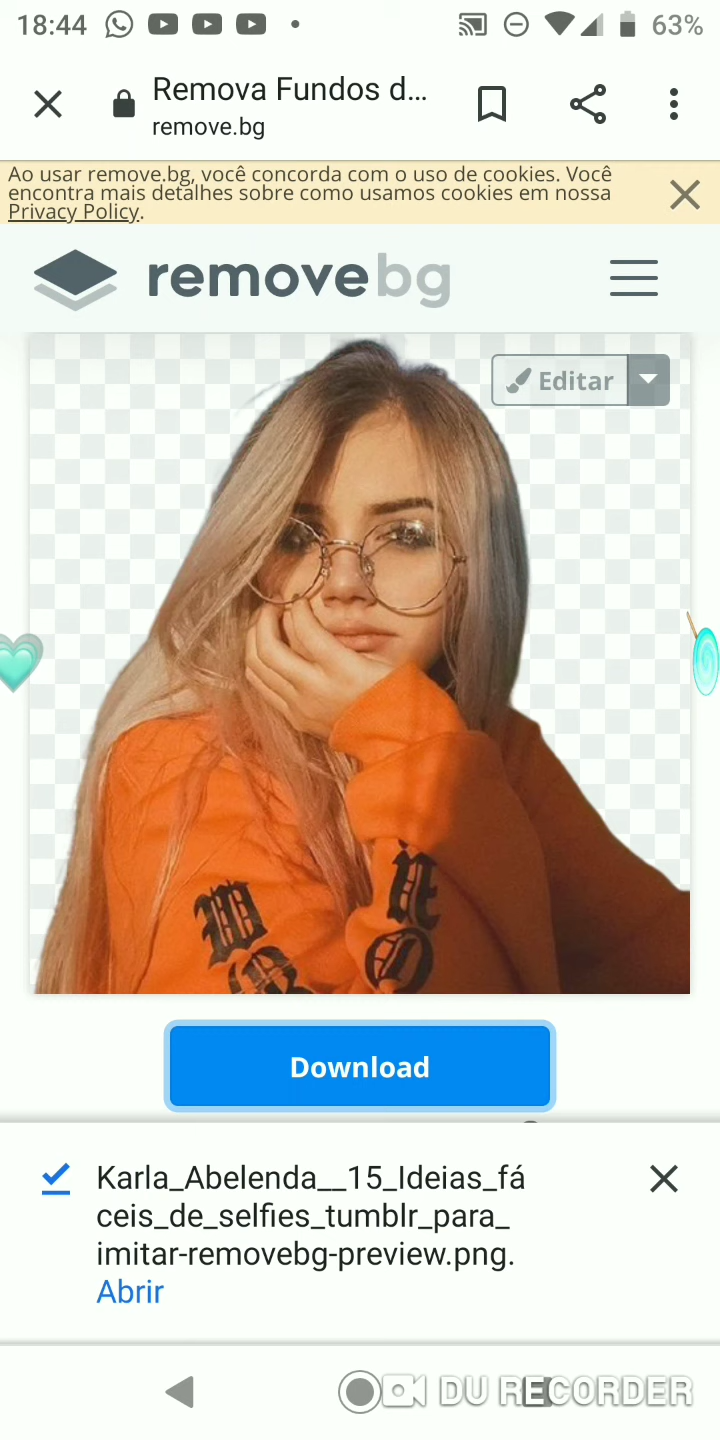 18:44
63%
Remova Fundos d...
remove.bg
Ao usar remove.bg, você concorda com o uso de cookies. Você
encontra mais detalhes sobre como usamos cookies em nossa
Privacy Policy.
removebg
Editar
Download
Karla_Abelenda__15_Ideias_fá
ceis_de_selfies_tumblr_para_
imitar-removebg-preview.png.
Abrir
DU RECORDER